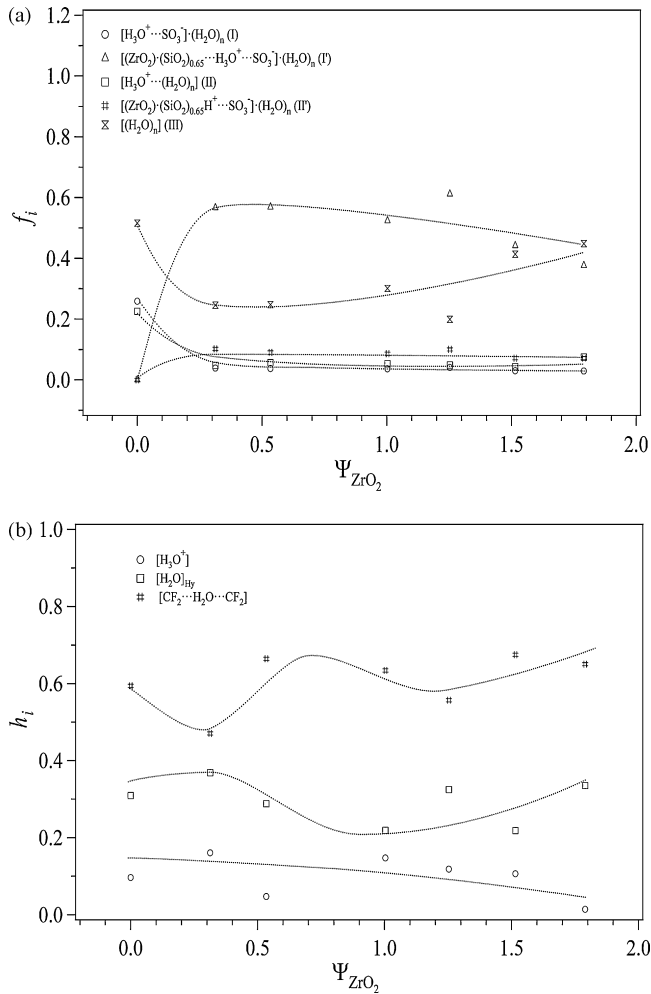 (a)
1.2
1.0
0.8
0.6
0.4
0.2
0.0
f_i
[H₃O⁺···SO₃⁻]·(H₂O)ₙ (I)
[(ZrO₂)·(SiO₂)₀.₆₅···H₃O⁺···SO₃⁻]·(H₂O)ₙ (I')
[H₃O⁺···(H₂O)ₙ] (II)
[(ZrO₂)·(SiO₂)₀.₆₅H⁺···SO₃⁻]·(H₂O)ₙ (II')
[(H₂O)ₙ] (III)
0.0 0.5 1.0 1.5 2.0
Ψ_ZrO₂
(b)
1.0
0.8
0.6
0.4
0.2
0.0
h_i
[H₃O⁺]
[H₂O]_Hy
[CF₂···H₂O···CF₂]
0.0 0.5 1.0 1.5 2.0
Ψ_ZrO₂